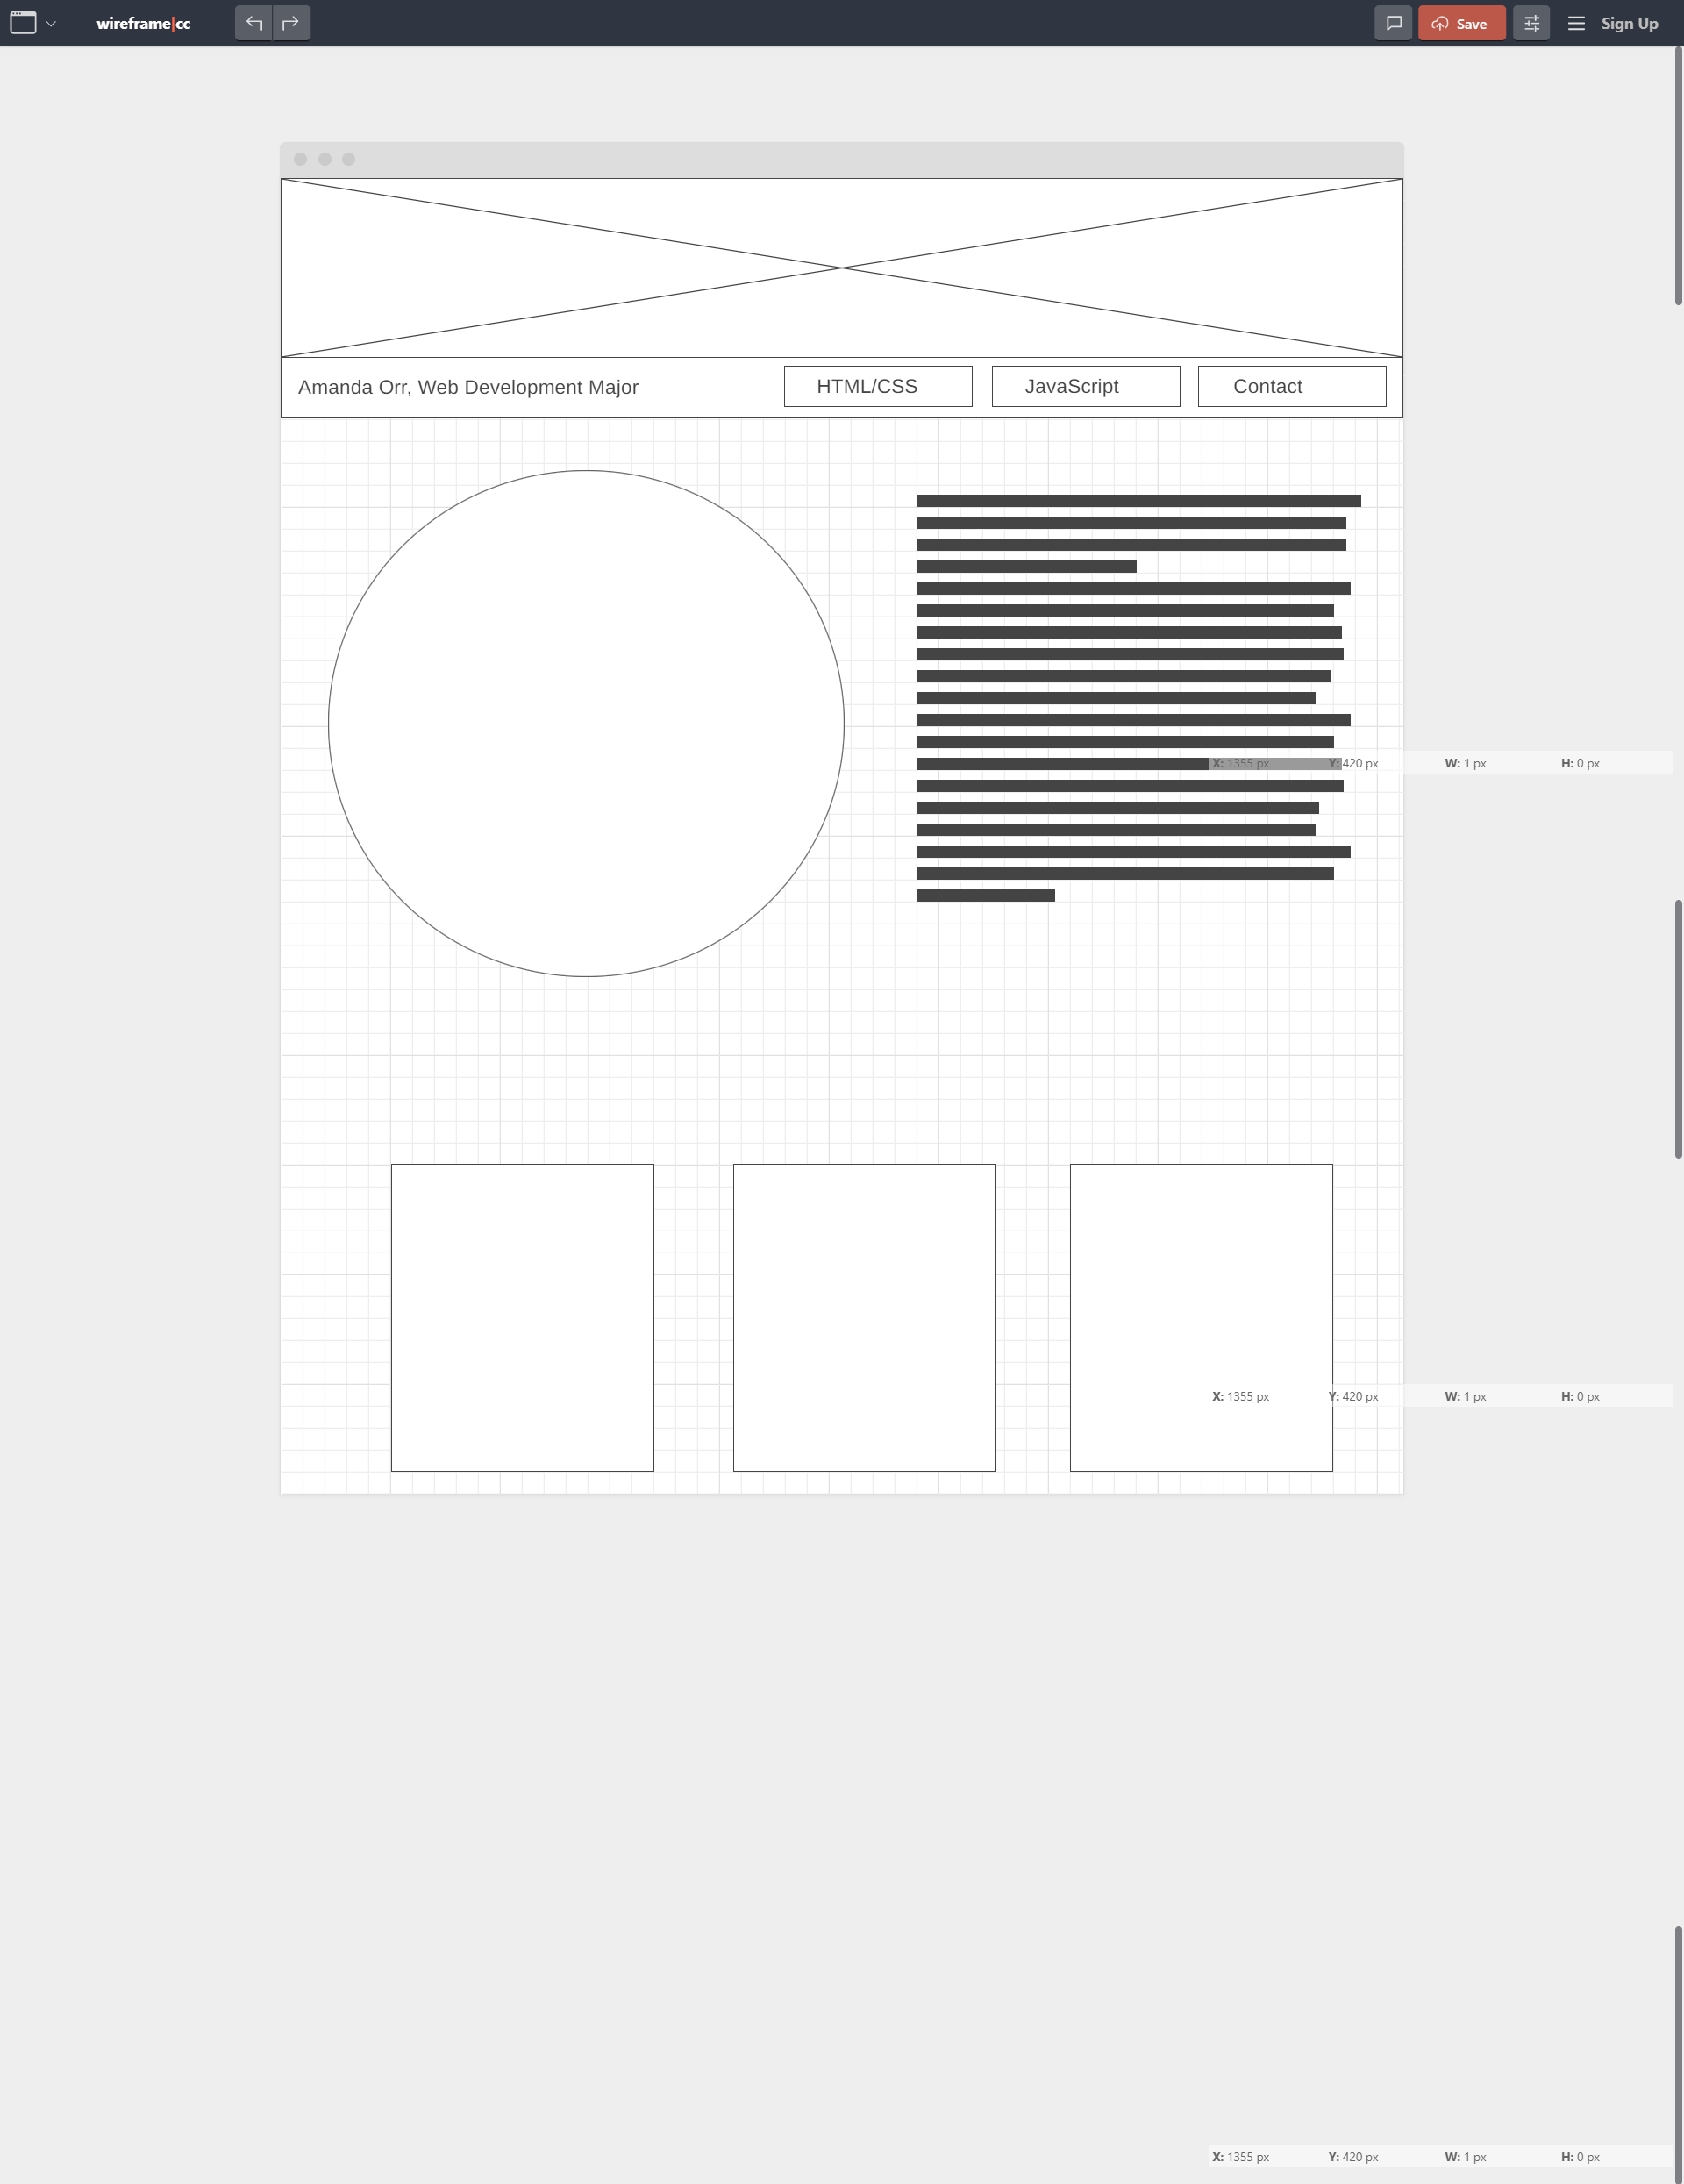 wireframe|cc
Save
Sign Up
Amanda Orr, Web Development Major
HTML/CSS
JavaScript
Contact
X: 1355 px Y: 420 px W: 1 px H: 0 px
X: 1355 px Y: 420 px W: 1 px H: 0 px
X: 1355 px Y: 420 px W: 1 px H: 0 px